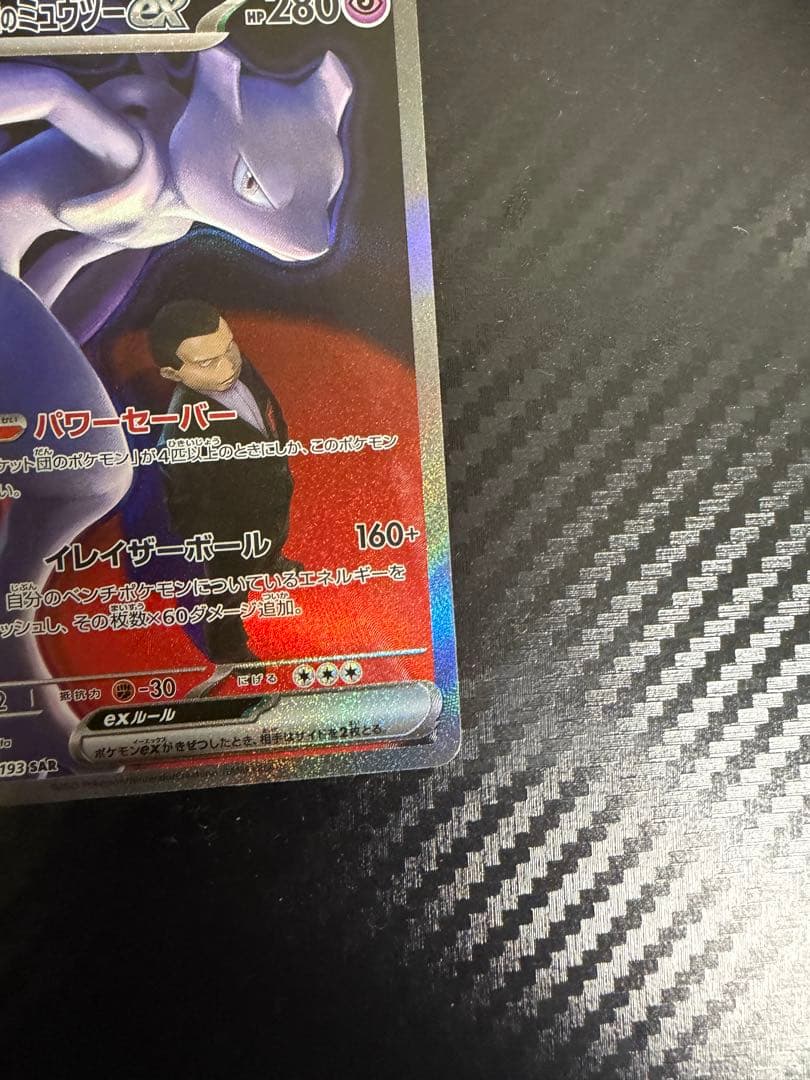 のミュウツーex HP280
パワーセーバー
ケット団のポケモン」が4匹以上のときにしか、このポケモン
い。
イレイザーボール 160+
自分のベンチポケモンについているエネルギーを
ッシュし、その枚数×60ダメージ追加。
抵抗力 -30 にげる
exルール
ポケモンexがきぜつしたとき、相手はサイドを2枚とる。
193 SAR